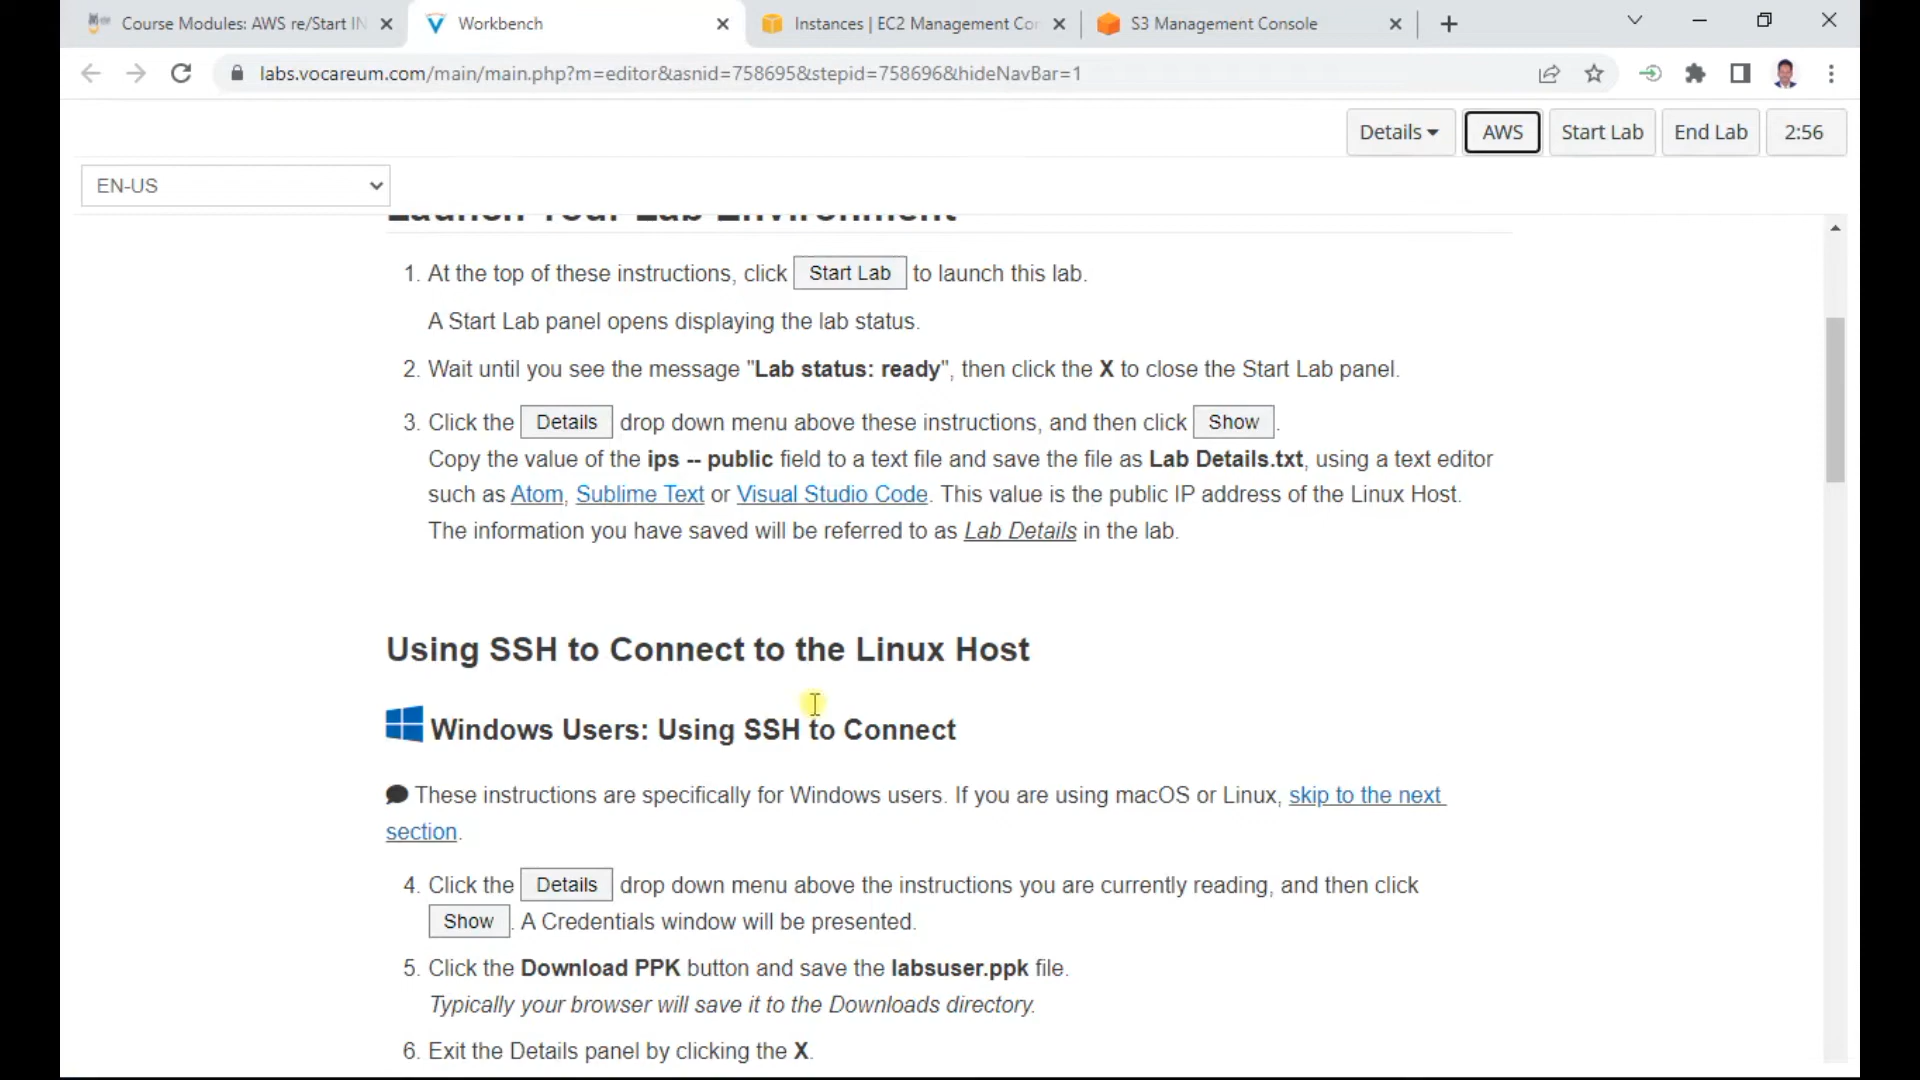 Course Modules: AWS re/Start IN
Workbench
Instances | EC2 Management Cor
S3 Management Console
labs.vocareum.com/main/main.php?m=editor&asnid=758695&stepid=758696&hideNavBar=1
Details
AWS
Start Lab
End Lab
2:56
EN-US
Launch Your Lab Environment
1. At the top of these instructions, click Start Lab to launch this lab.
A Start Lab panel opens displaying the lab status.
2. Wait until you see the message "Lab status: ready", then click the X to close the Start Lab panel.
3. Click the Details drop down menu above these instructions, and then click Show.
Copy the value of the ips -- public field to a text file and save the file as Lab Details.txt, using a text editor
such as Atom, Sublime Text or Visual Studio Code. This value is the public IP address of the Linux Host.
The information you have saved will be referred to as Lab Details in the lab.
Using SSH to Connect to the Linux Host
Windows Users: Using SSH to Connect
These instructions are specifically for Windows users. If you are using macOS or Linux, skip to the next
section.
4. Click the Details drop down menu above the instructions you are currently reading, and then click
Show. A Credentials window will be presented.
5. Click the Download PPK button and save the labsuser.ppk file.
Typically your browser will save it to the Downloads directory.
6. Exit the Details panel by clicking the X.